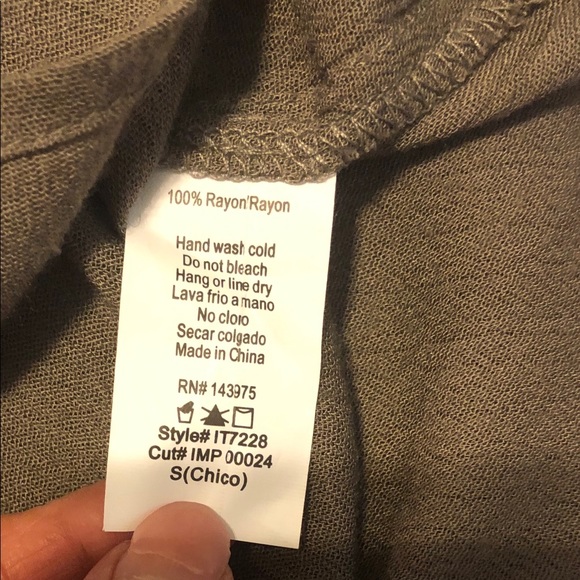 100% Rayon/Rayon
Hand wash cold
Do not bleach
Hang or line dry
Lava frio a mano
No cloro
Secar colgado
Made in China
RN# 143975
Style# IT7228
Cut# IMP 00024
S(Chico)